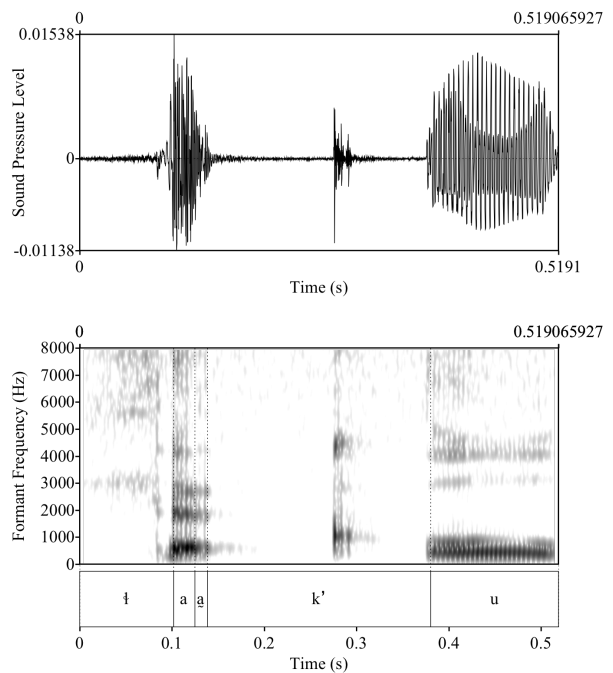 0 0.519065927
0.01538
Sound Pressure Level
0
-0.01138
0 0.5191
Time (s)
0 0.519065927
8000
7000
6000
5000
4000
3000
2000
1000
0
Formant Frequency (Hz)
ɬ a a̰ k’ u
0 0.1 0.2 0.3 0.4 0.5
Time (s)